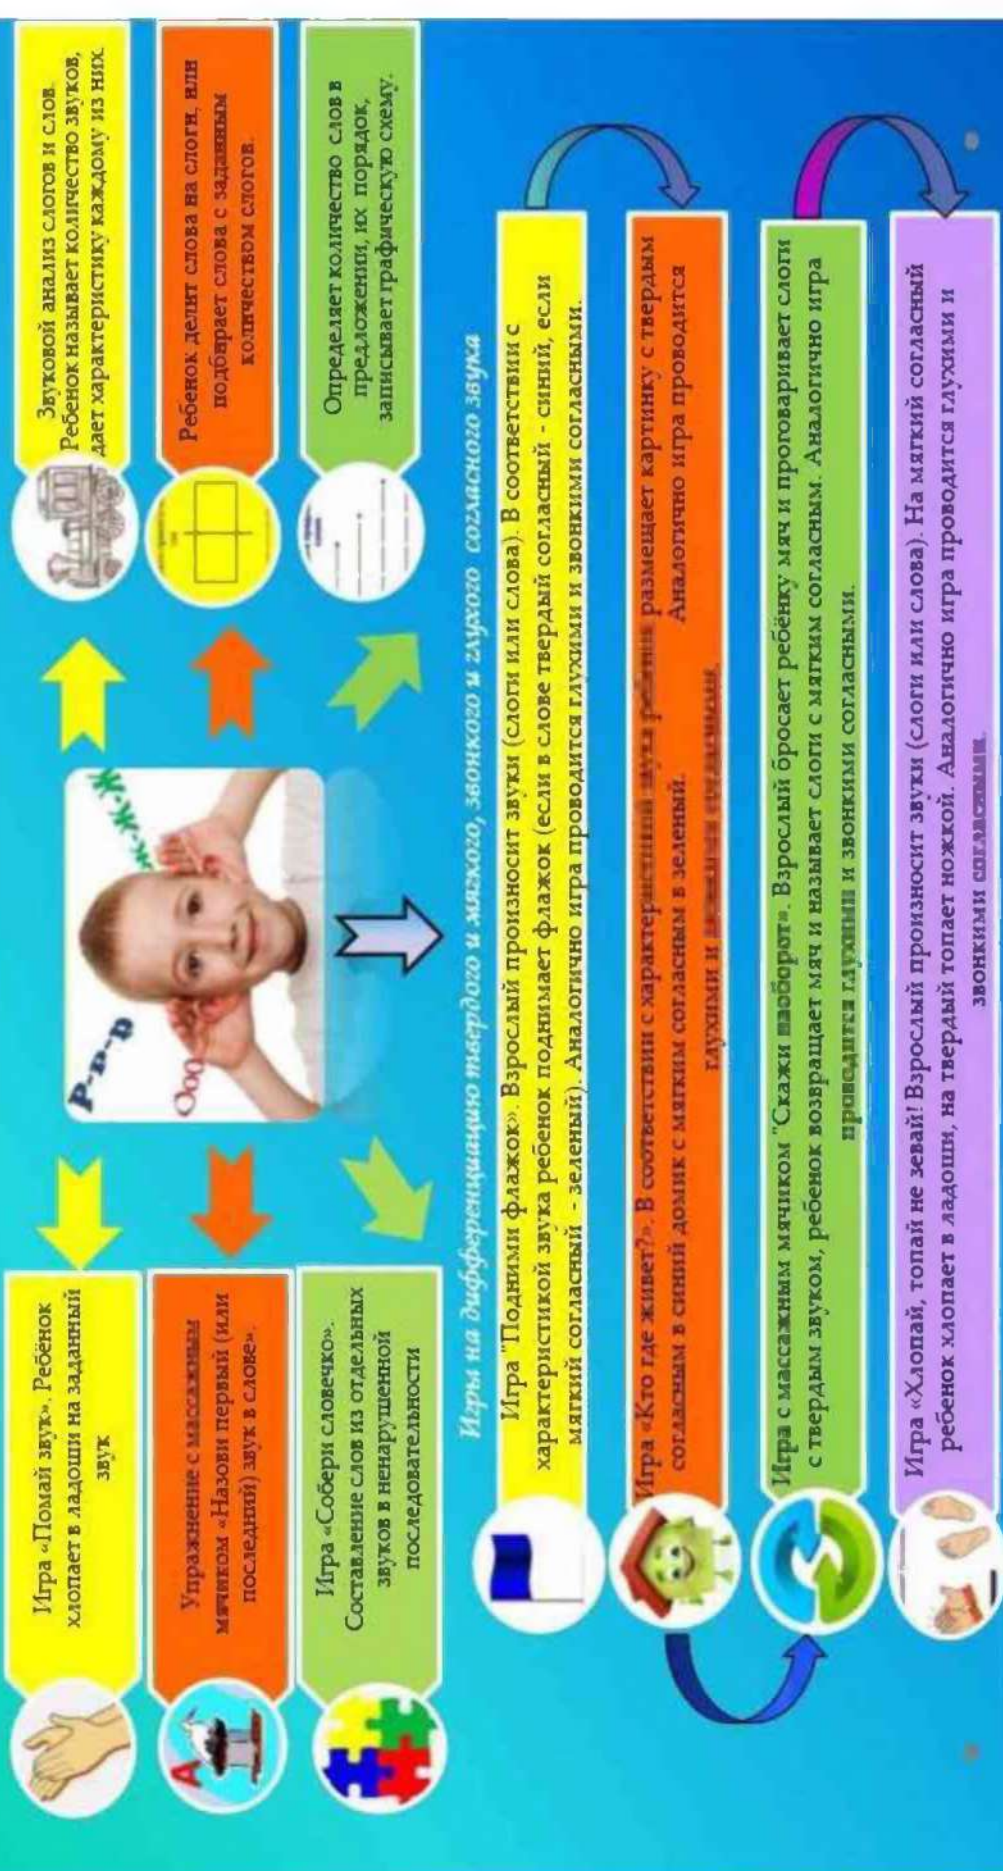 Игра «Помай звук». Ребёнок
хлопает в ладоши на заданный
звук
Упражнение с массажным
мячиком «Назови первый (или
последний) звук в слове».
А
Игра «Собери словечко».
Составление слов из отдельных
звуков в ненарушенной
последовательности
Р-р-р
Ооо
Ж-Ж-Ж-Ж
Звуковой анализ слогов и слов.
Ребенок называет количество звуков,
дает характеристику каждому из них.
Ребенок делит слова на слоги, или
подбирает слова с заданным
количеством слогов.
Определяет количество слов в
предложении, их порядок,
записывает графическую схему.
Игры на дифференциацию твердого и мягкого, звонкого и глухого согласного звука
Игра "Подними флажок». Взрослый произносит звуки (слоги или слова). В соответствии с
характеристикой звука ребенок поднимает флажок (если в слове твердый согласный - синий, если
мягкий согласный - зеленый). Аналогично игра проводится глухими и звонкими согласными.
Игра «Кто где живет?». В соответствии с характеристикой звука ребенок размещает картинку с твердым
согласным в синий домик с мягким согласным в зеленый. Аналогично игра проводится
глухими и звонкими согласными.
Игра с массажным мячиком "Скажи наоборот». Взрослый бросает ребёнку мяч и проговаривает слоги
с твердым звуком, ребенок возвращает мяч и называет слоги с мягким согласным. Аналогично игра
проводится глухими и звонкими согласными.
Игра «Хлопай, топай не зевай! Взрослый произносит звуки (слоги или слова). На мягкий согласный
ребенок хлопает в ладоши, на твердый топает ножкой. Аналогично игра проводится глухими и
звонкими согласными.